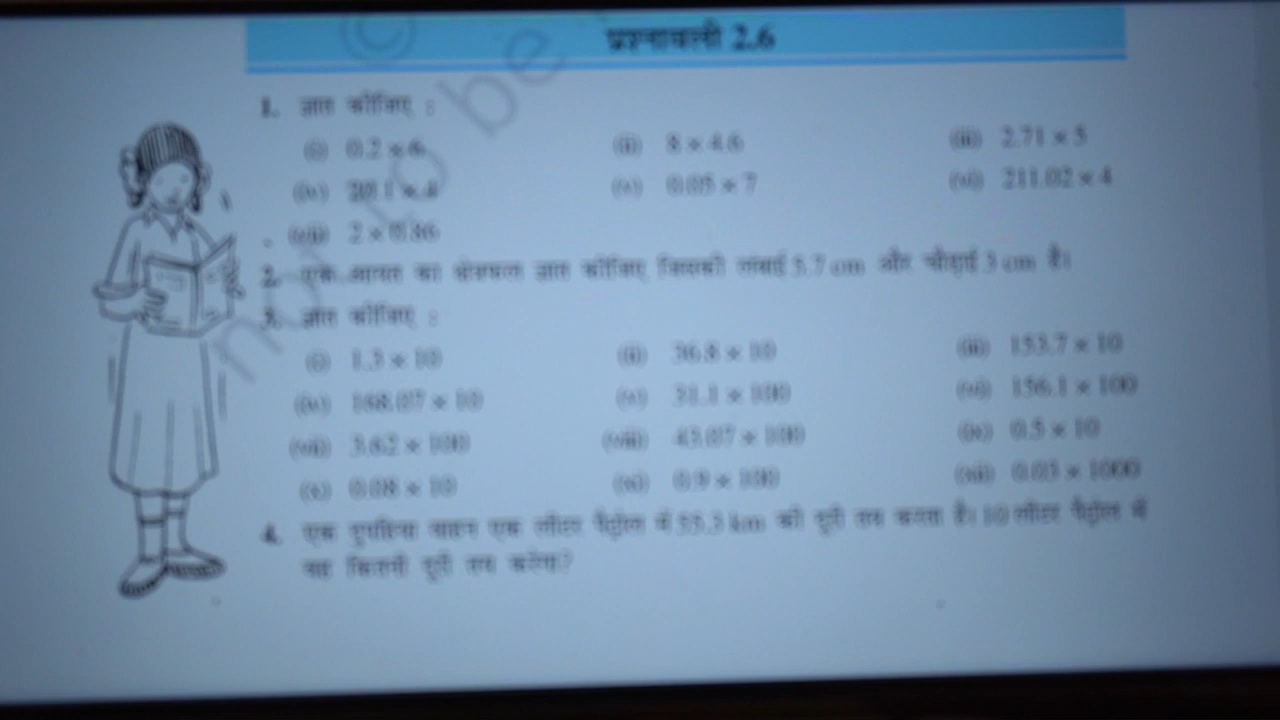 प्रश्नावली 2.6
1. ज्ञात कीजिए :
(i) 0.2 × 6 (ii) 8 × 4.6 (iii) 2.71 × 5
(iv) 20.1 × 4 (v) 0.05 × 7 (vi) 211.02 × 4
(vii) 2 × 0.86
2. एक आयत का क्षेत्रफल ज्ञात कीजिए जिसकी लंबाई 5.7 cm और चौड़ाई 3 cm है।
3. ज्ञात कीजिए :
(i) 1.3 × 10 (ii) 36.8 × 10 (iii) 153.7 × 10
(iv) 168.07 × 10 (v) 31.1 × 100 (vi) 156.1 × 100
(vii) 3.62 × 100 (viii) 43.07 × 100 (ix) 0.5 × 10
(x) 0.08 × 10 (xi) 0.9 × 100 (xii) 0.03 × 1000
4. एक दुपहिया वाहन एक लीटर पैट्रोल में 55.3 km की दूरी तय करता है। 10 लीटर पैट्रोल में
वह कितनी दूरी तय करेगा?
© not to be